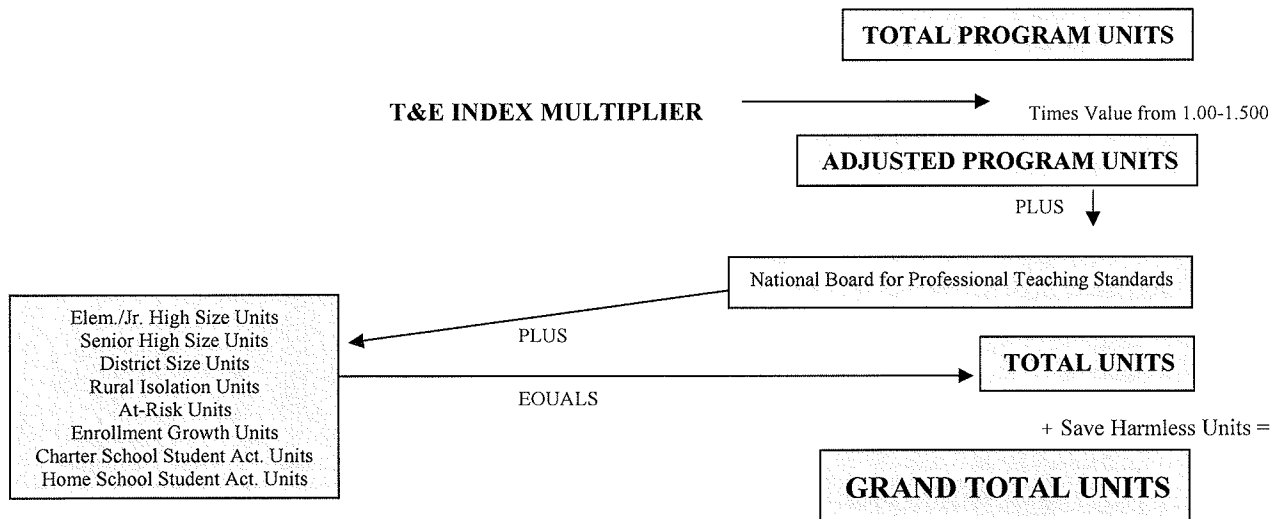 TOTAL PROGRAM UNITS
T&E INDEX MULTIPLIER
Times Value from 1.00-1.500
ADJUSTED PROGRAM UNITS
PLUS
National Board for Professional Teaching Standards
PLUS
Elem./Jr. High Size Units
Senior High Size Units
District Size Units
Rural Isolation Units
At-Risk Units
Enrollment Growth Units
Charter School Student Act. Units
Home School Student Act. Units
EOUALS
TOTAL UNITS
+ Save Harmless Units =
GRAND TOTAL UNITS